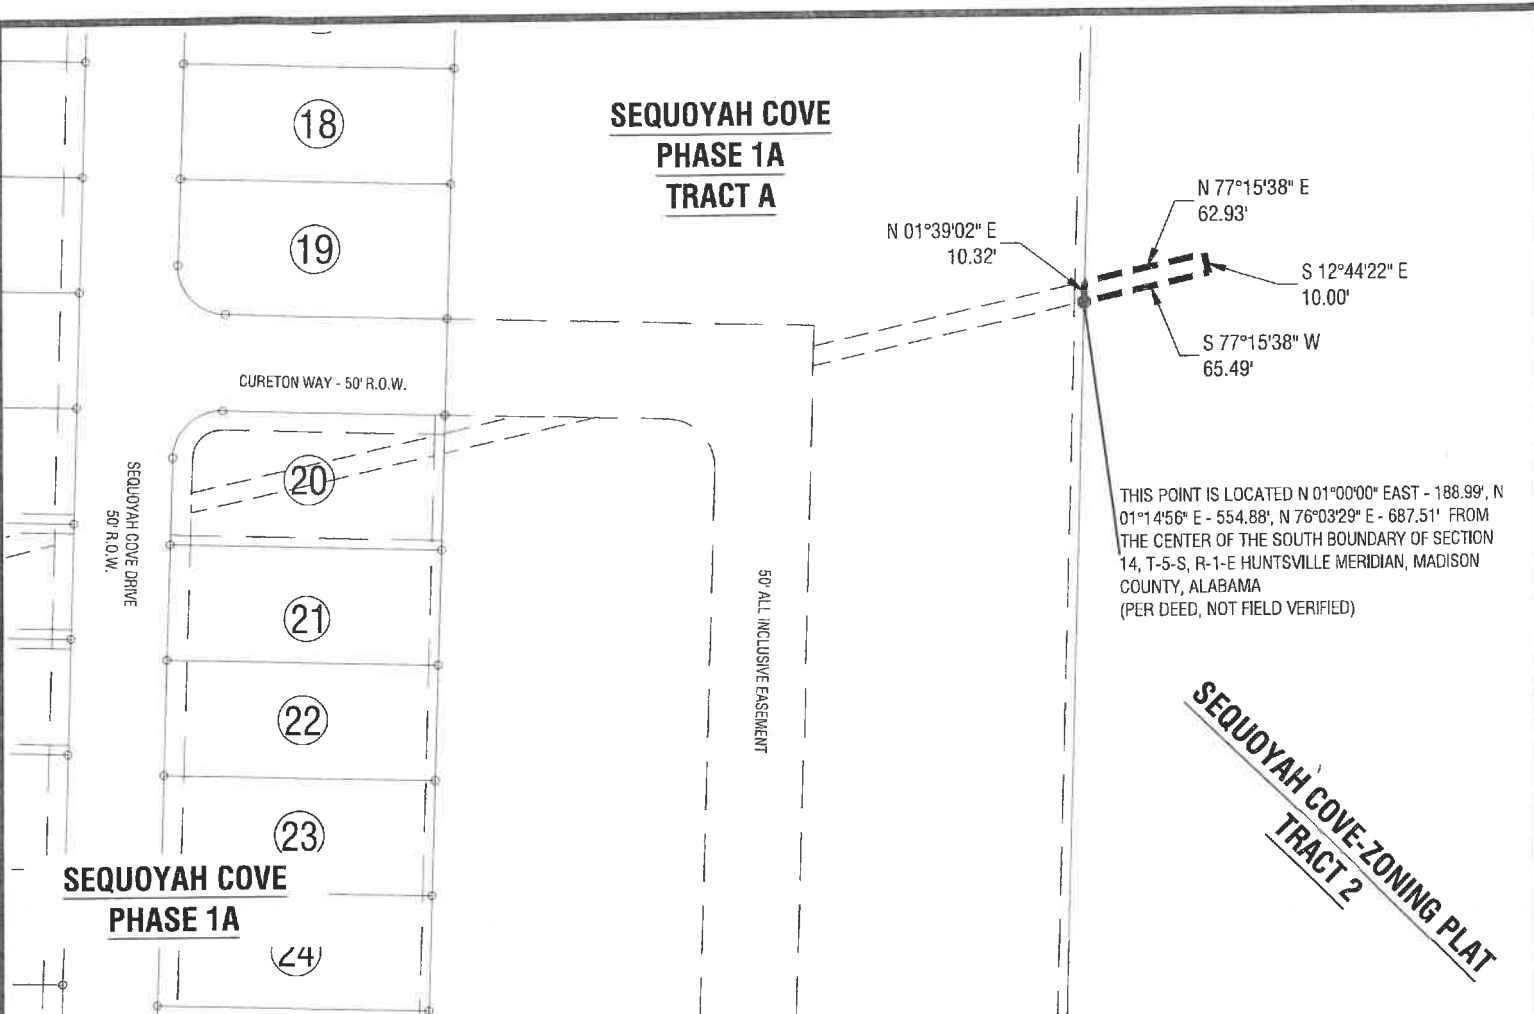 18
SEQUOYAH COVE
PHASE 1A
TRACT A
N 77°15'38" E
62.93'
19
N 01°39'02" E
10.32'
S 12°44'22" E
10.00'
S 77°15'38" W
65.49'
CURETON WAY - 50' R.O.W.
20
SEQUOYAH COVE DRIVE
50' R.O.W.
THIS POINT IS LOCATED N 01°00'00" EAST - 188.99', N
01°14'56" E - 554.88', N 76°03'29" E - 687.51' FROM
THE CENTER OF THE SOUTH BOUNDARY OF SECTION
14, T-5-S, R-1-E HUNTSVILLE MERIDIAN, MADISON
COUNTY, ALABAMA
(PER DEED, NOT FIELD VERIFIED)
21
50' ALL INCLUSIVE EASEMENT
22
SEQUOYAH COVE-ZONING PLAT
TRACT 2
23
SEQUOYAH COVE
PHASE 1A
24